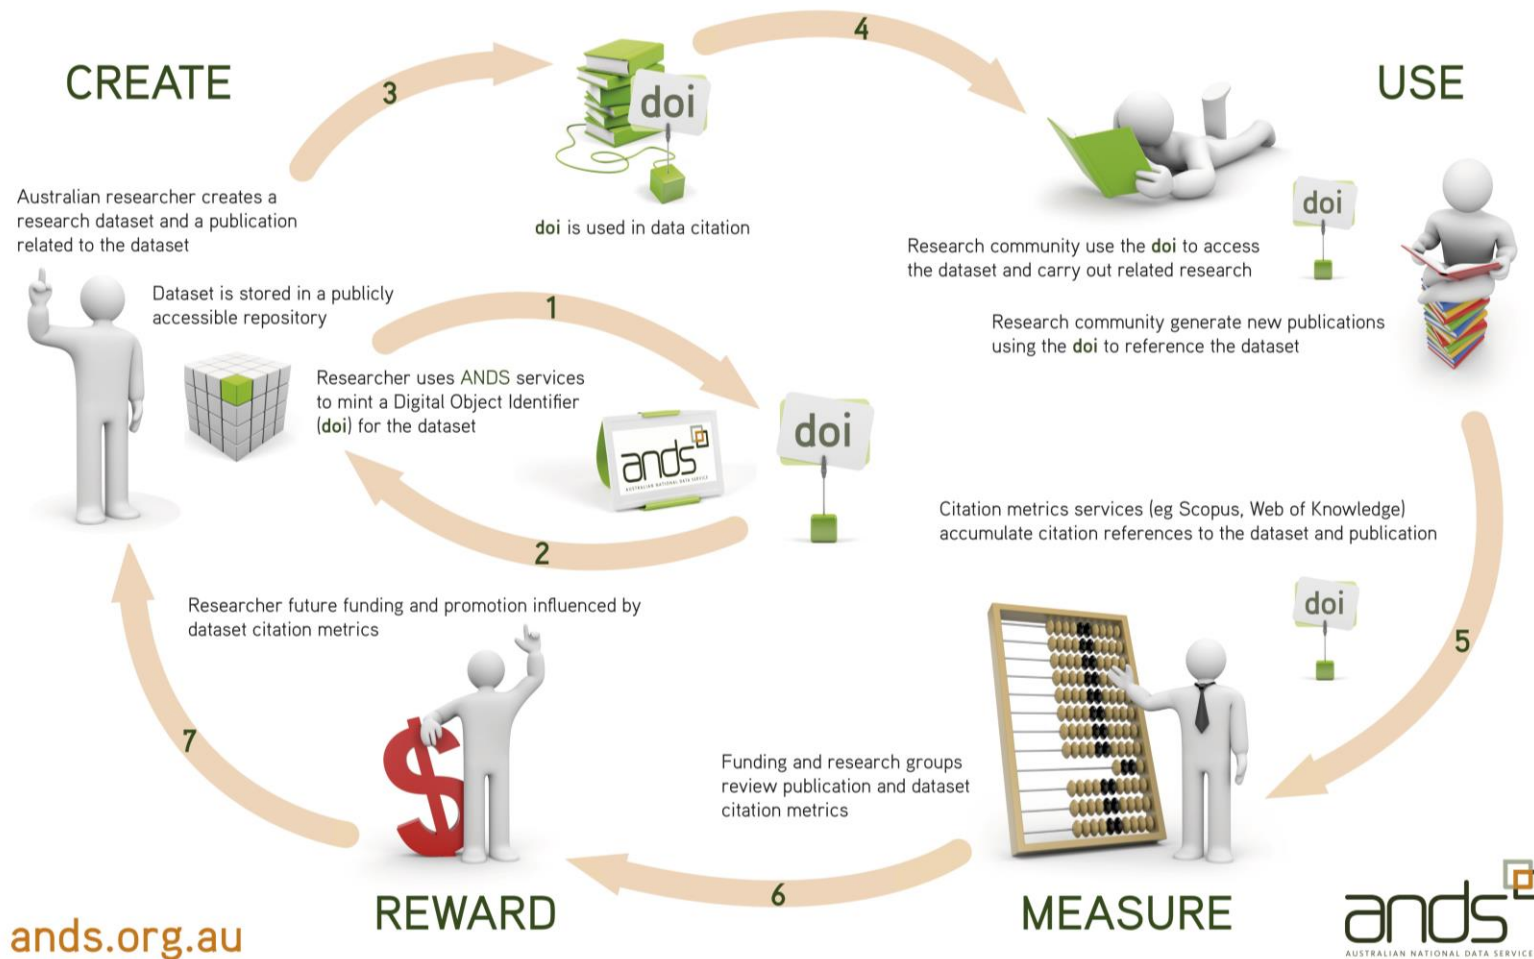 CREATE
3
doi
4
USE
Australian researcher creates a
research dataset and a publication
related to the dataset
doi is used in data citation
doi
Research community use the doi to access
the dataset and carry out related research
Dataset is stored in a publicly
accessible repository
1
Research community generate new publications
using the doi to reference the dataset
Researcher uses ANDS services
to mint a Digital Object Identifier
(doi) for the dataset
ands
AUSTRALIAN NATIONAL DATA SERVICE
doi
2
Citation metrics services (eg Scopus, Web of Knowledge)
accumulate citation references to the dataset and publication
doi
5
Researcher future funding and promotion influenced by
dataset citation metrics
7
$
Funding and research groups
review publication and dataset
citation metrics
6
REWARD
MEASURE
ands.org.au
ands
AUSTRALIAN NATIONAL DATA SERVICE